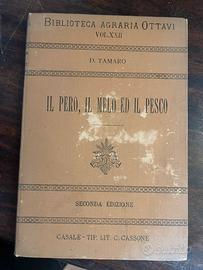 BIBLIOTECA AGRARIA OTTAVI
VOL. XXII
D. TAMARO
IL PERO, IL MELO ED IL PESCO
SECONDA EDIZIONE
CASALE - TIP. LIT. C. CASSONE